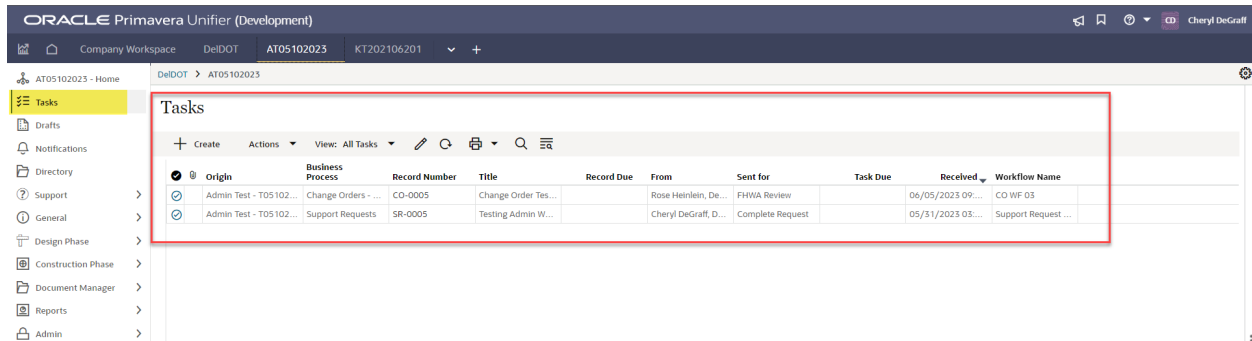 ORACLE Primavera Unifier (Development)
CD Cheryl DeGraff
Company Workspace DelDOT AT05102023 KT202106201
AT05102023 - Home
DelDOT > AT05102023
Tasks
Drafts
Notifications
Directory
Support
General
Design Phase
Construction Phase
Document Manager
Reports
Admin
Tasks
Create Actions View: All Tasks
Origin Business Process Record Number Title Record Due From Sent for Task Due Received Workflow Name
Admin Test - T05102... Change Orders - ... CO-0005 Change Order Tes... Rose Heinlein, De... FHWA Review 06/05/2023 09:... CO WF 03
Admin Test - T05102... Support Requests SR-0005 Testing Admin W... Cheryl DeGraff, D... Complete Request 05/31/2023 03:... Support Request ...